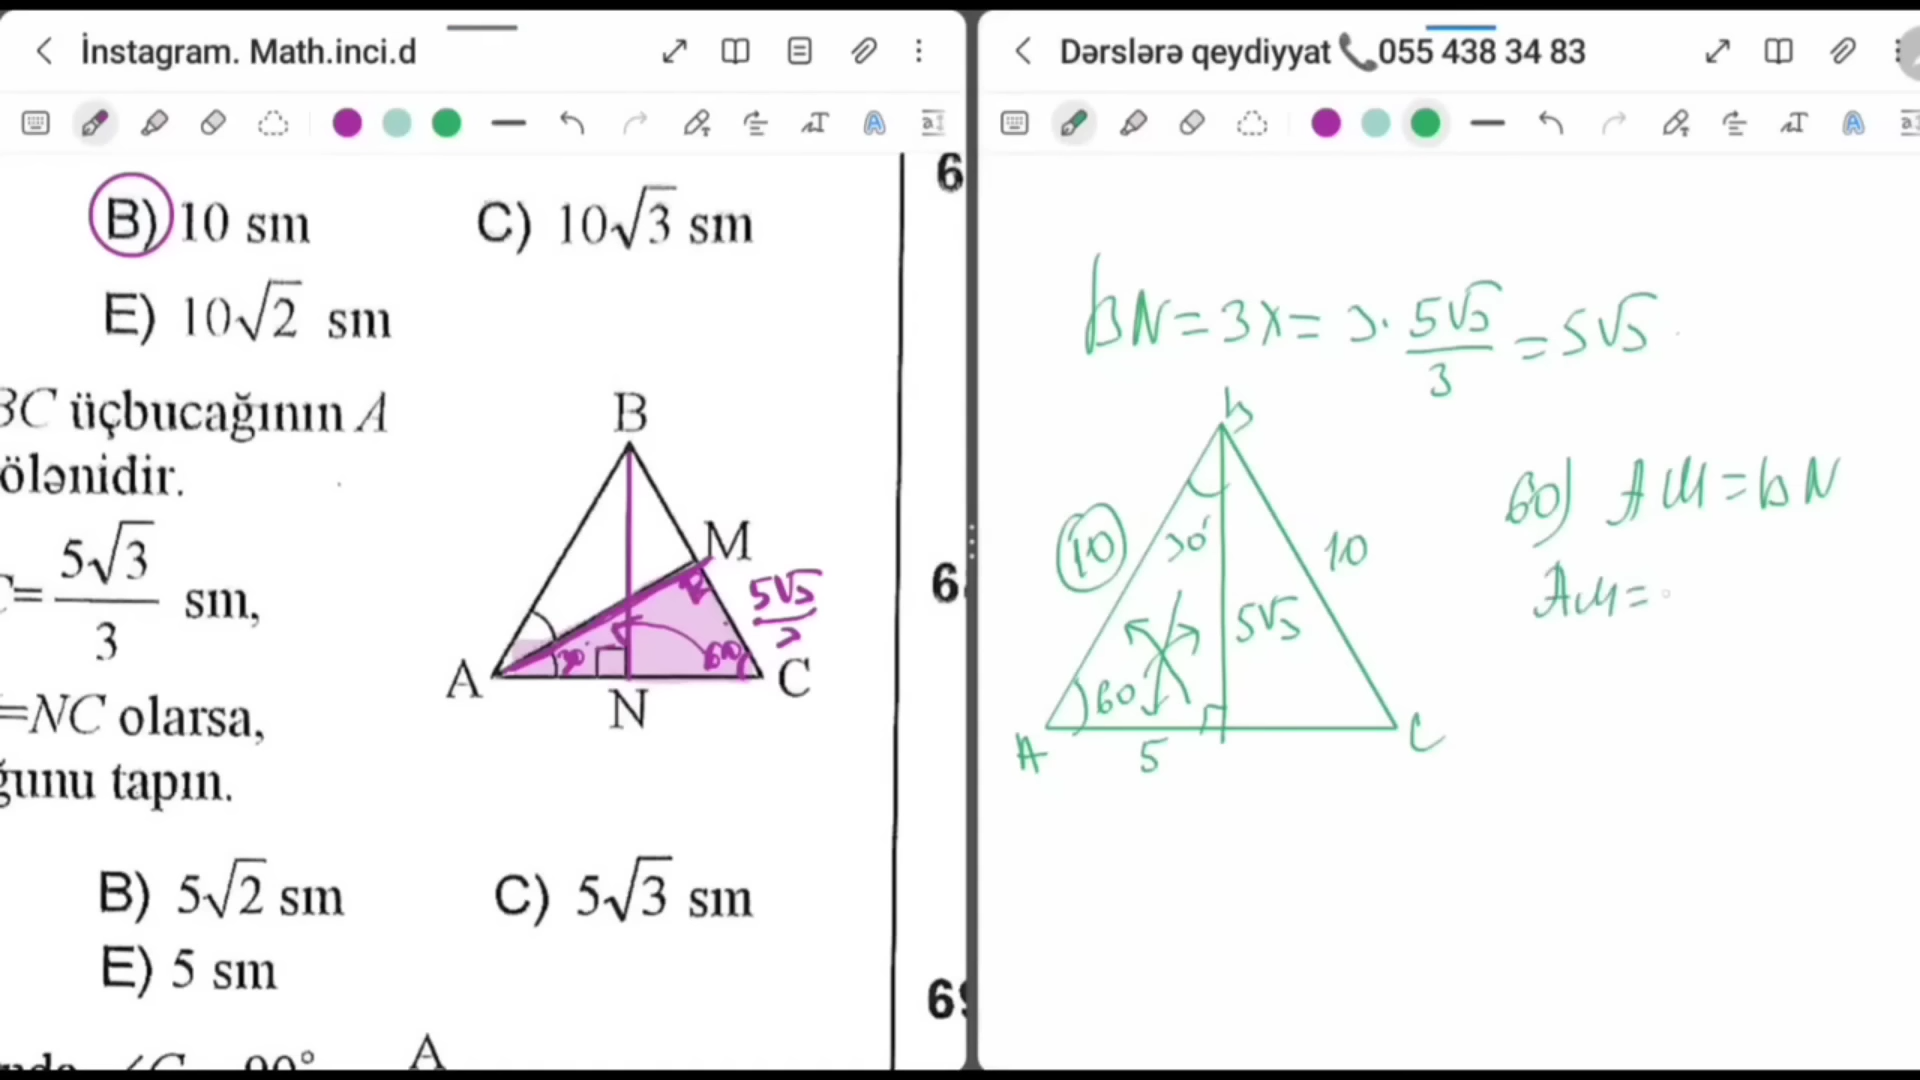 İnstagram. Math.inci.d
B) 10 sm
C) 10√3 sm
E) 10√2 sm
BC üçbucağının A
ölənidir.
= 5√3/3 sm,
=NC olarsa,
ğunu tapın.
B
M
A
N
C
30°
60°
5√3/3
B) 5√2 sm
C) 5√3 sm
E) 5 sm
90°
A
6
6
69
Dərslərə qeydiyyat 📞055 438 34 83
BN = 3x = 3 · 5√3/3 = 5√3
B
10
30°
10
5√3
60
A
5
C
60) AM = BN
AM =